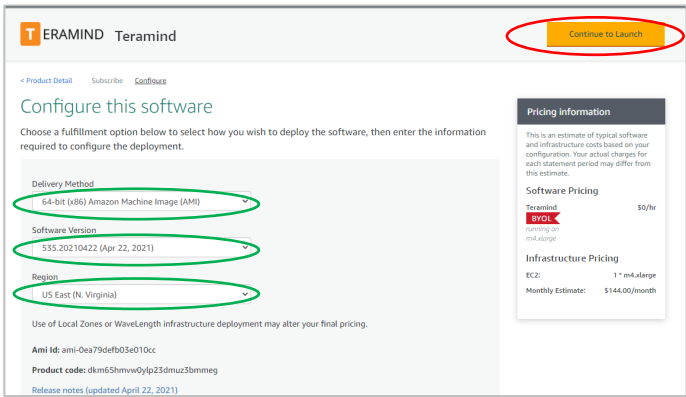 TERAMIND Teramind
Continue to Launch
< Product Detail Subscribe Configure
Configure this software
Choose a fulfillment option below to select how you wish to deploy the software, then enter the information
required to configure the deployment.
Delivery Method
64-bit (x86) Amazon Machine Image (AMI)
Software Version
535.20210422 (Apr 22, 2021)
Region
US East (N. Virginia)
Use of Local Zones or WaveLength infrastructure deployment may alter your final pricing.
Ami Id: ami-0ea79defb03e010cc
Product code: dkm65hmvw0ylp23dmuz3bmmeg
Release notes (updated April 22, 2021)
Pricing information
This is an estimate of typical software
and infrastructure costs based on your
configuration. Your actual charges for
each statement period may differ from
this estimate.
Software Pricing
Teramind $0/hr
BYOL
running on
m4.xlarge
Infrastructure Pricing
EC2: 1 * m4.xlarge
Monthly Estimate: $144.00/month